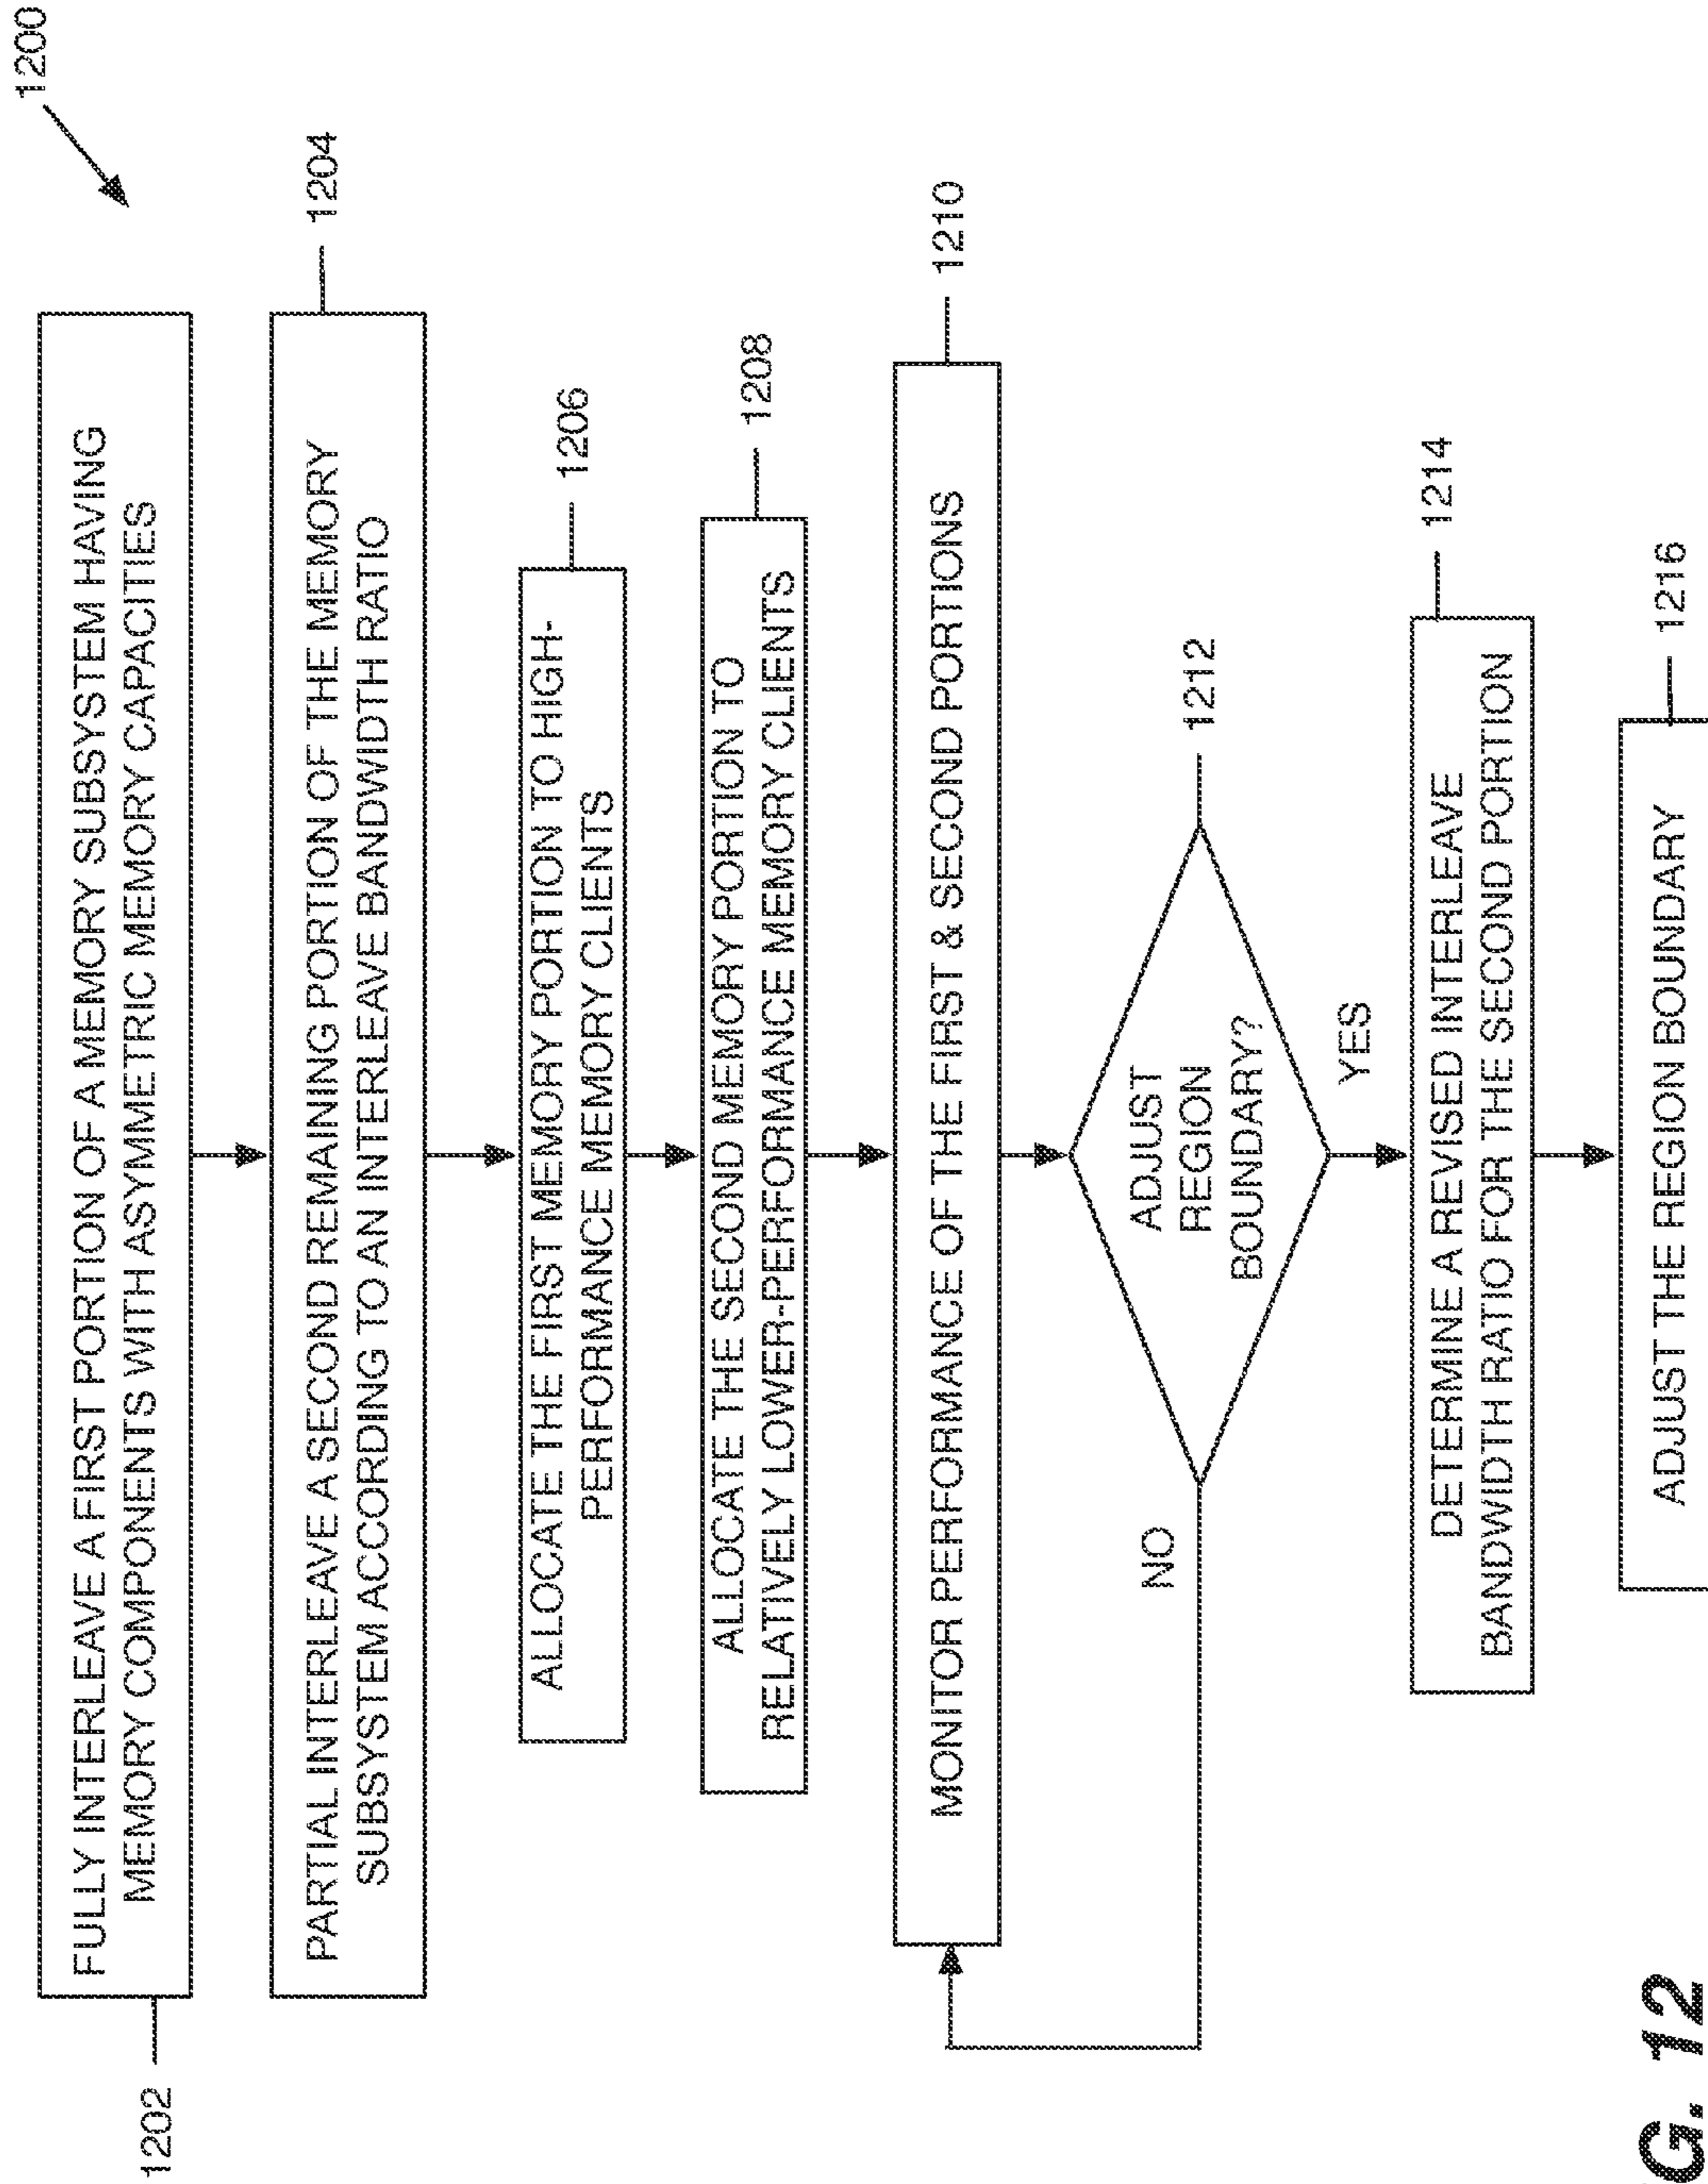 1200
FULLY INTERLEAVE A FIRST PORTION OF A MEMORY SUBSYSTEM HAVING
MEMORY COMPONENTS WITH ASYMMETRIC MEMORY CAPACITIES
1202
PARTIAL INTERLEAVE A SECOND REMAINING PORTION OF THE MEMORY
SUBSYSTEM ACCORDING TO AN INTERLEAVE BANDWIDTH RATIO
1204
ALLOCATE THE FIRST MEMORY PORTION TO HIGH-
PERFORMANCE MEMORY CLIENTS
1206
ALLOCATE THE SECOND MEMORY PORTION TO
RELATIVELY LOWER-PERFORMANCE MEMORY CLIENTS
1208
MONITOR PERFORMANCE OF THE FIRST & SECOND PORTIONS
1210
ADJUST
REGION
BOUNDARY?
1212
NO
YES
DETERMINE A REVISED INTERLEAVE
BANDWIDTH RATIO FOR THE SECOND PORTION
1214
ADJUST THE REGION BOUNDARY
1216
G. 12